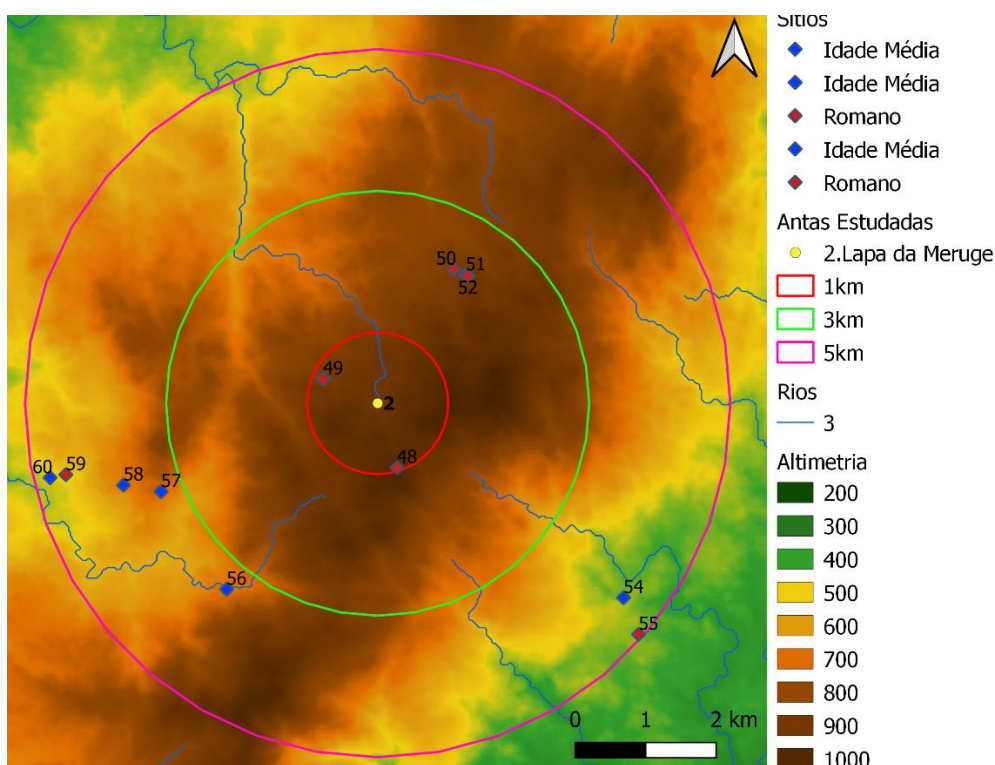 Sítios
Idade Média
Idade Média
Romano
Idade Média
Romano
Antas Estudadas
2.Lapa da Meruge
1km
3km
5km
Rios
3
Altimetria
200
300
400
500
600
700
800
900
1000
50
51
52
49
2
48
60
59
58
57
56
54
55
0 1 2 km